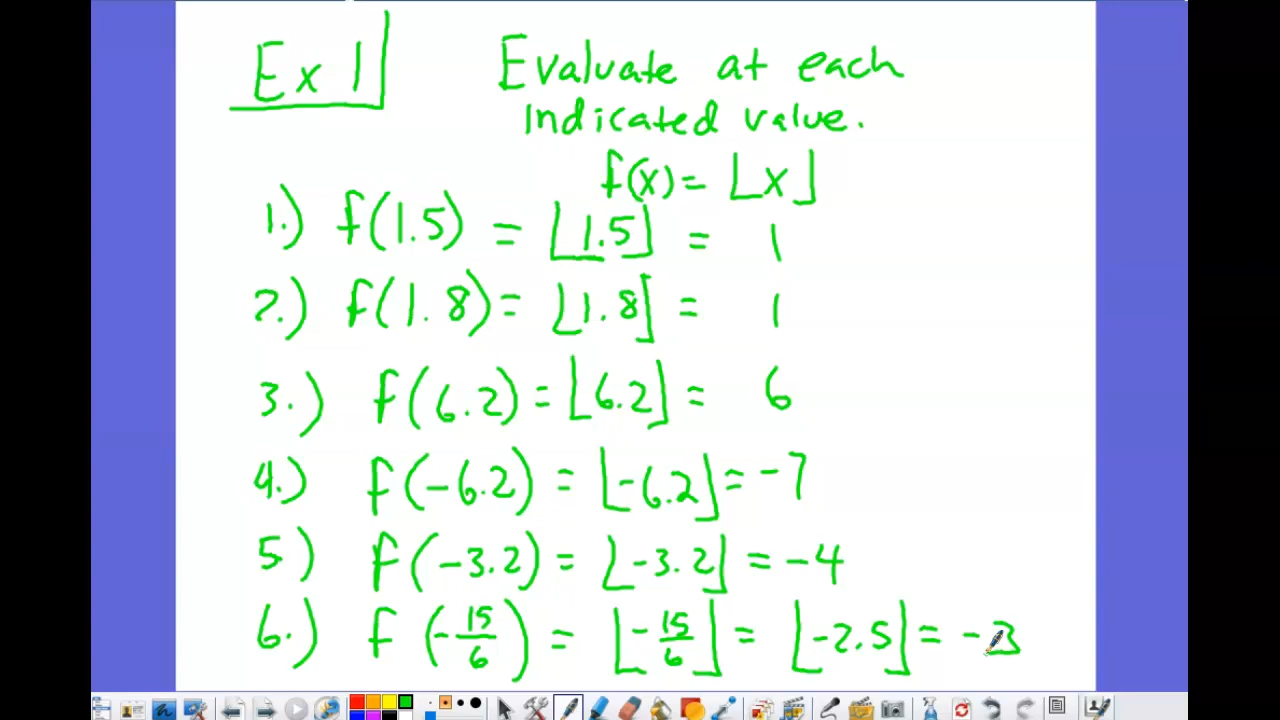 Ex 1
Evaluate at each
indicated value.
f(x) = ⌊x⌋
1.) f(1.5) = ⌊1.5⌋ = 1
2.) f(1.8) = ⌊1.8⌋ = 1
3.) f(6.2) = ⌊6.2⌋ = 6
4.) f(-6.2) = ⌊-6.2⌋ = -7
5) f(-3.2) = ⌊-3.2⌋ = -4
6.) f(-15/6) = ⌊-15/6⌋ = ⌊-2.5⌋ = -3